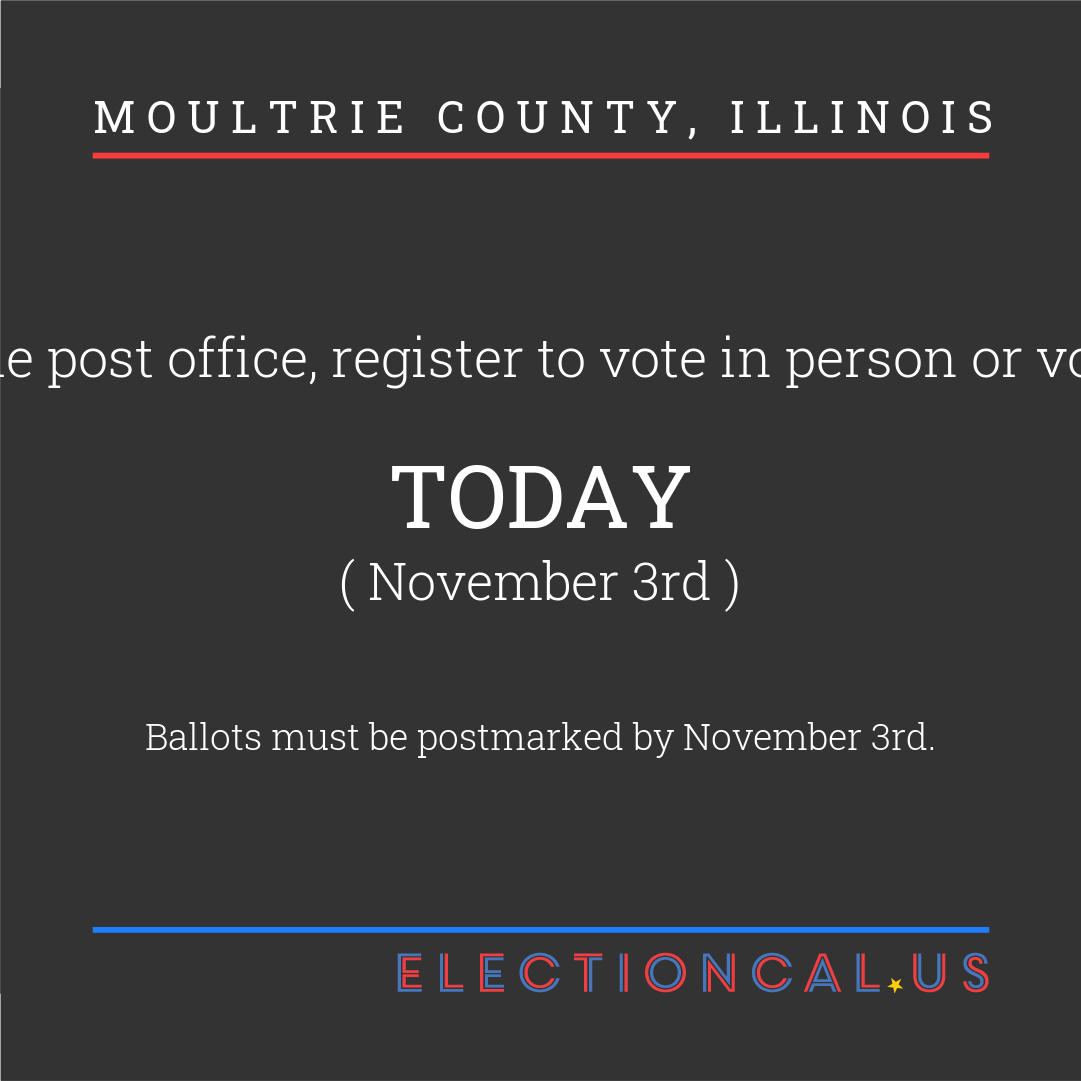 MOULTRIE COUNTY, ILLINOIS
post office, register to vote in person or
TODAY
( November 3rd )
Ballots must be postmarked by November 3rd.
ELECTIONCAL.US